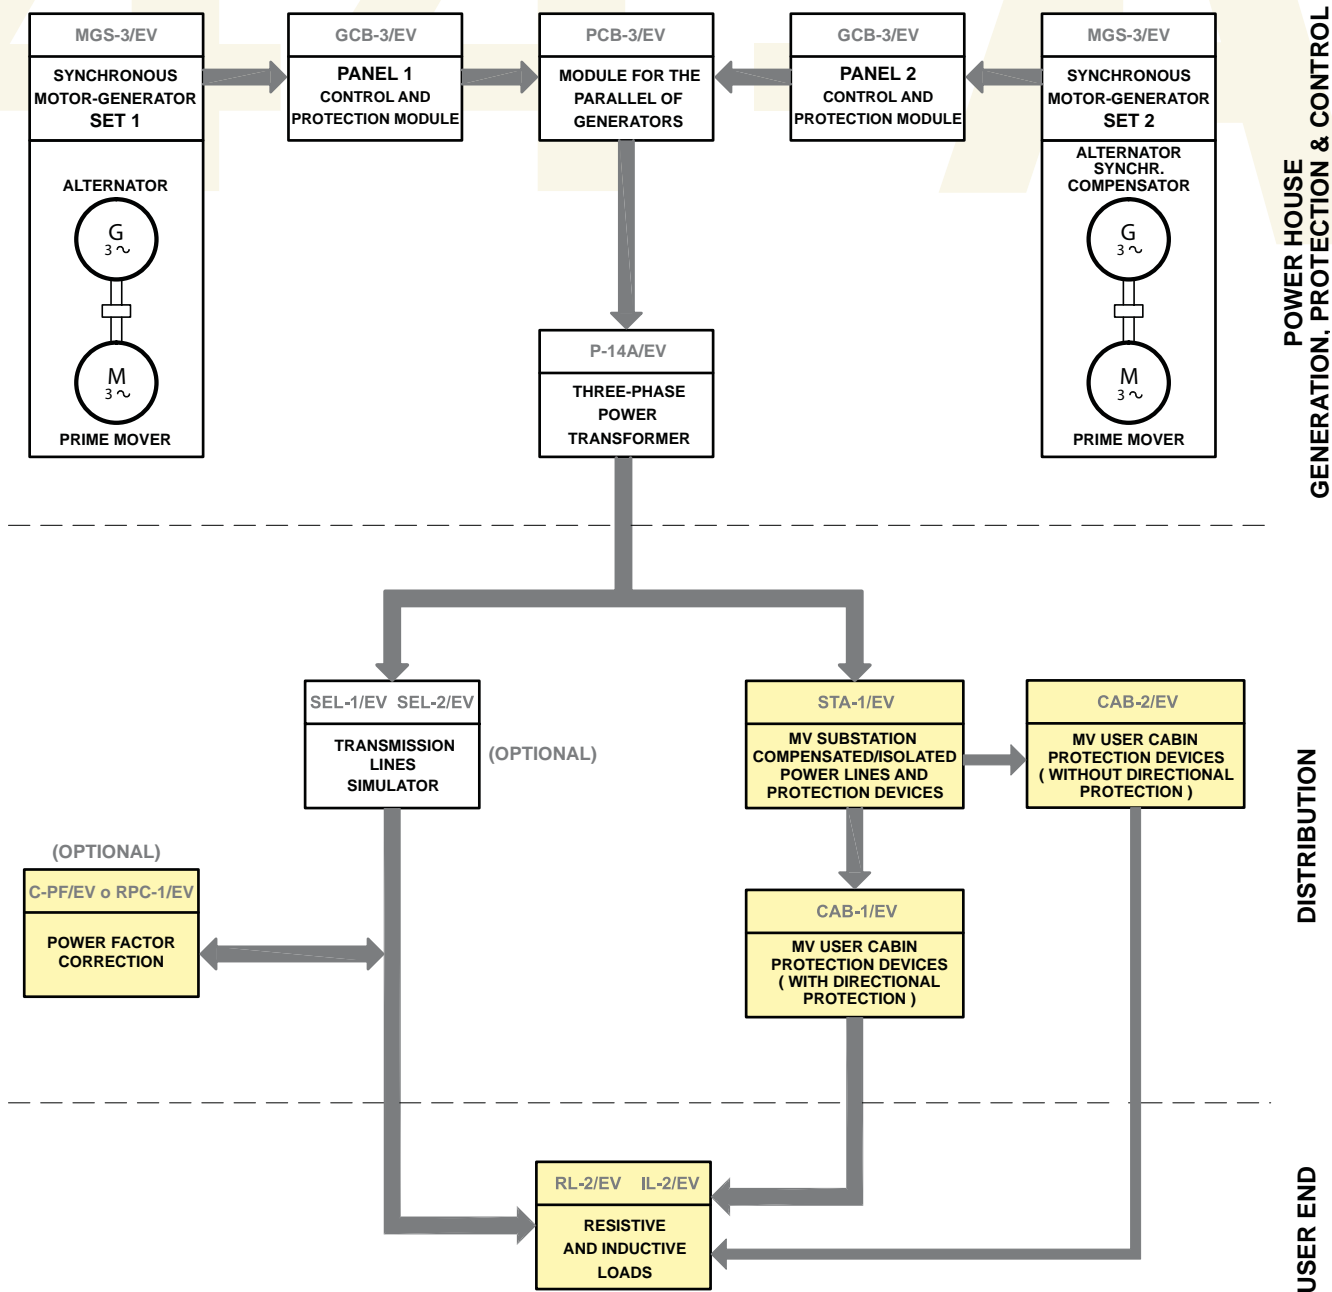 MGS-3/EV
SYNCHRONOUS
MOTOR-GENERATOR
SET 1
ALTERNATOR
G
3 ~
M
3 ~
PRIME MOVER
GCB-3/EV
PANEL 1
CONTROL AND
PROTECTION MODULE
PCB-3/EV
MODULE FOR THE
PARALLEL OF
GENERATORS
GCB-3/EV
PANEL 2
CONTROL AND
PROTECTION MODULE
MGS-3/EV
SYNCHRONOUS
MOTOR-GENERATOR
SET 2
ALTERNATOR
SYNCHR.
COMPENSATOR
G
3 ~
M
3 ~
PRIME MOVER
POWER HOUSE
GENERATION, PROTECTION & CONTROL
P-14A/EV
THREE-PHASE
POWER
TRANSFORMER
SEL-1/EV SEL-2/EV
TRANSMISSION
LINES
SIMULATOR
(OPTIONAL)
STA-1/EV
MV SUBSTATION
COMPENSATED/ISOLATED
POWER LINES AND
PROTECTION DEVICES
CAB-2/EV
MV USER CABIN
PROTECTION DEVICES
( WITHOUT DIRECTIONAL
PROTECTION )
DISTRIBUTION
(OPTIONAL)
C-PF/EV o RPC-1/EV
POWER FACTOR
CORRECTION
CAB-1/EV
MV USER CABIN
PROTECTION DEVICES
( WITH DIRECTIONAL
PROTECTION )
RL-2/EV IL-2/EV
RESISTIVE
AND INDUCTIVE
LOADS
USER END